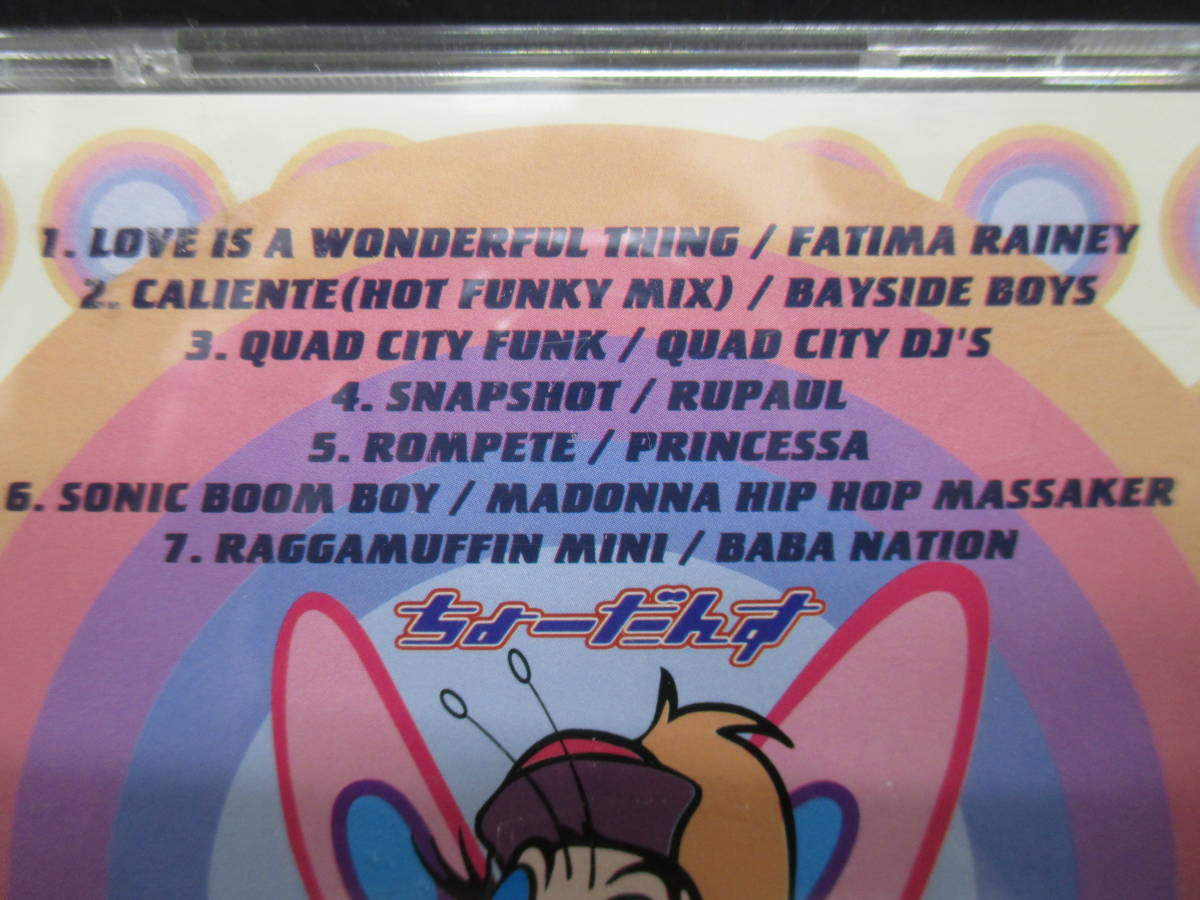 1. LOVE IS A WONDERFUL THING / FATIMA RAINEY
2. CALIENTE(HOT FUNKY MIX) / BAYSIDE BOYS
3. QUAD CITY FUNK / QUAD CITY DJ'S
4. SNAPSHOT / RUPAUL
5. ROMPETE / PRINCESSA
6. SONIC BOOM BOY / MADONNA HIP HOP MASSAKER
7. RAGGAMUFFIN MINI / BABA NATION
ちょーだんす